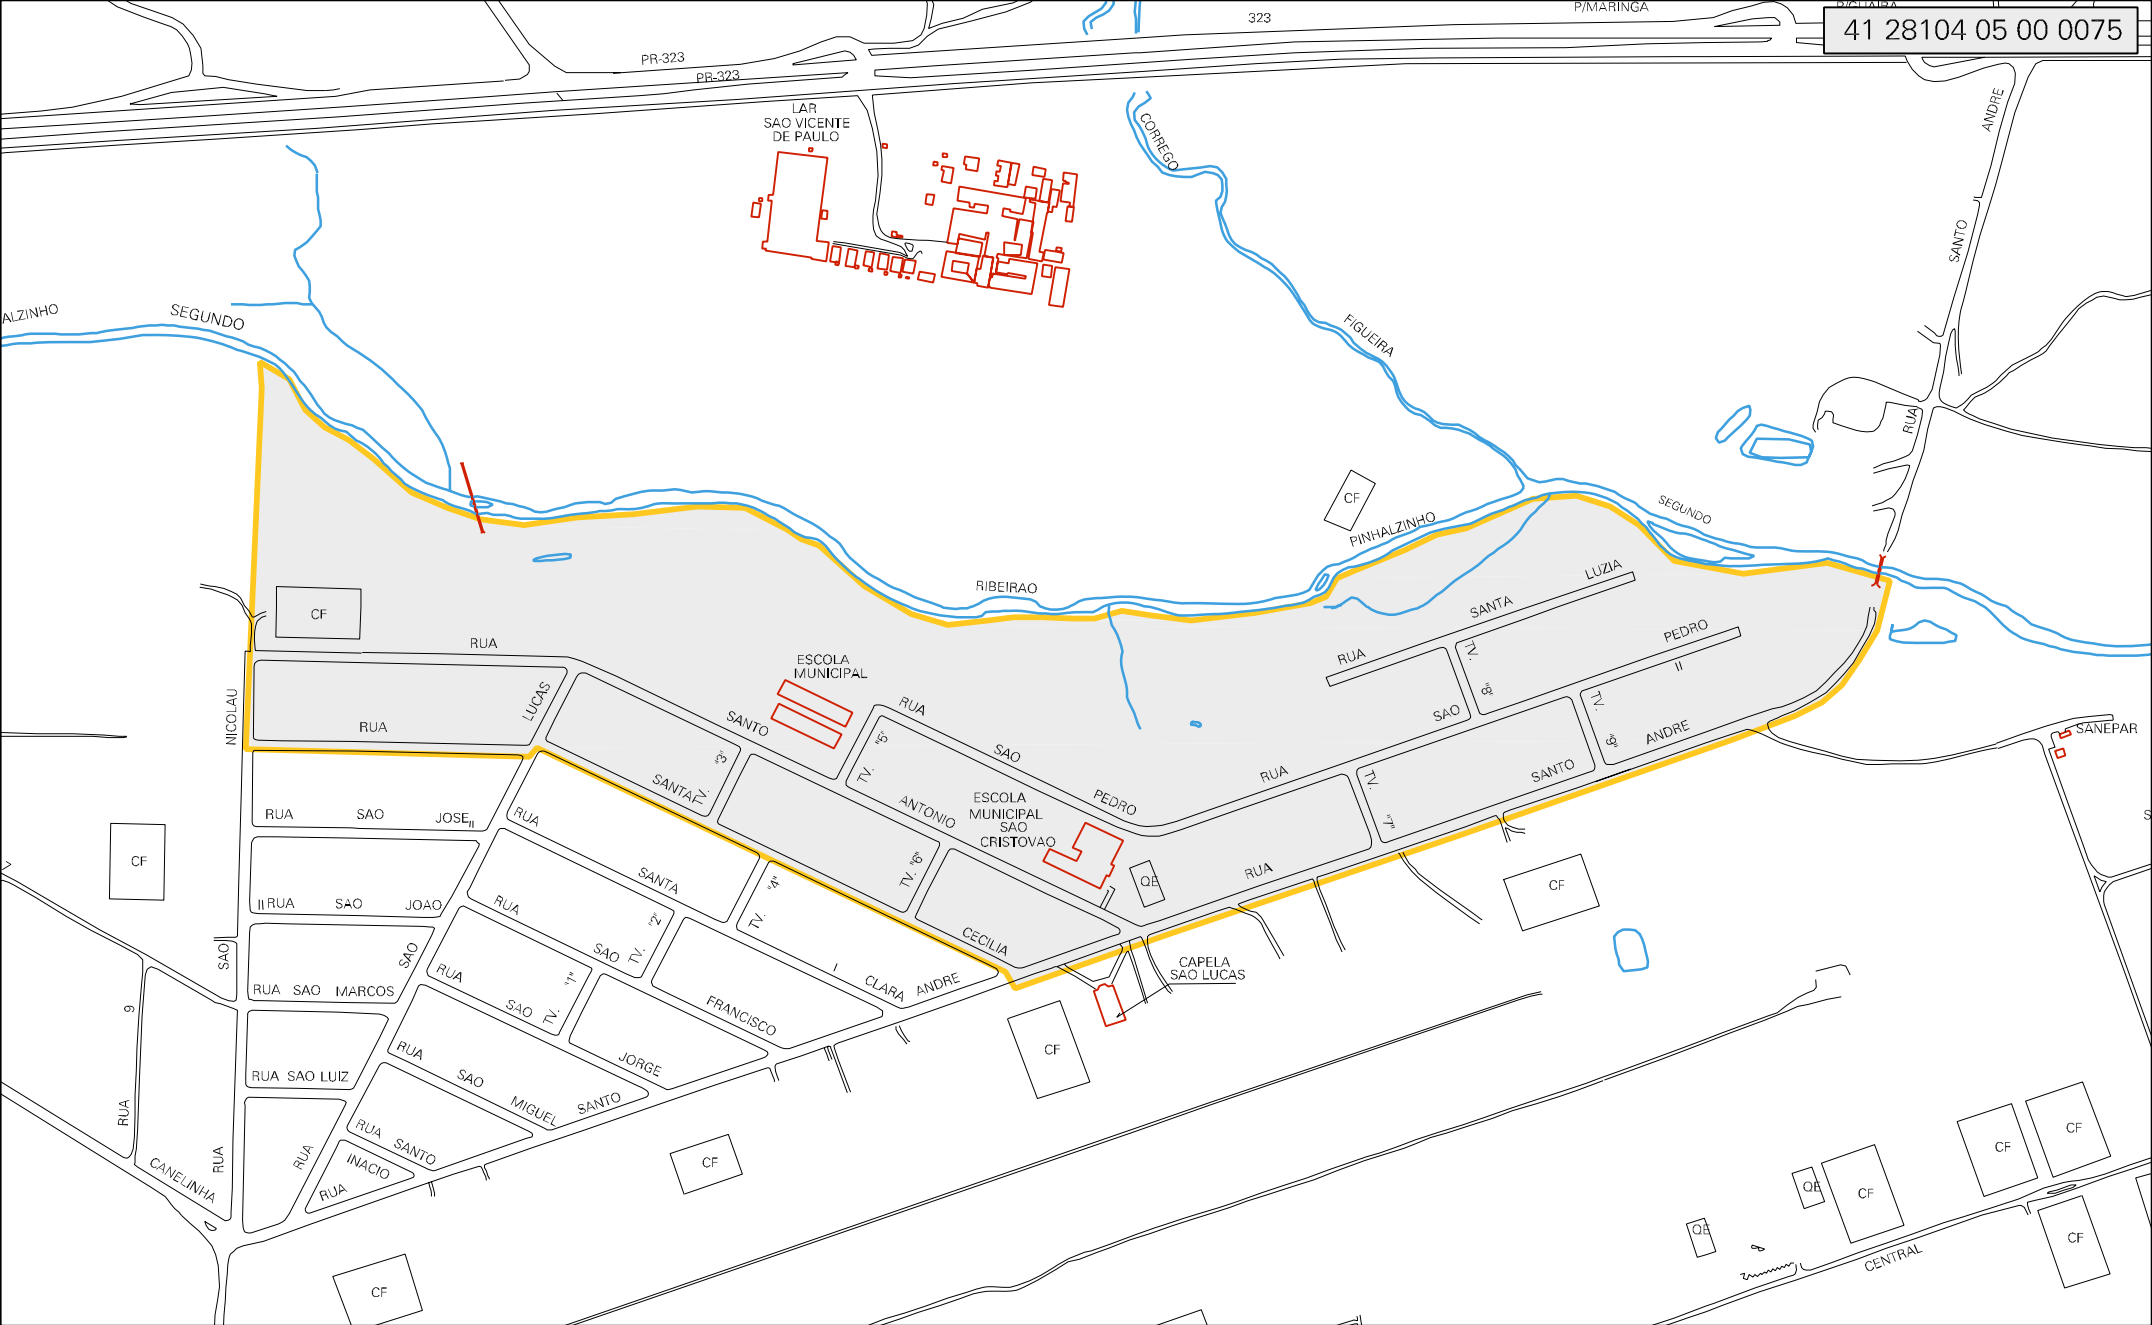 P/MARINGA
323
41 28104 05 00 0075
PR-323
PR-323
LAR
SAO VICENTE
DE PAULO
CORREGO
ANDRE
SANTO
ALZINHO
SEGUNDO
FIGUEIRA
RUA
CF
SEGUNDO
PINHALZINHO
RIBEIRAO
LUZIA
SANTA
RUA
CF
RUA
PEDRO
II
ESCOLA
MUNICIPAL
TV.
"8"
SAO
TV.
"9"
ANDRE
NICOLAU
LUCAS
RUA
SANTO
RUA
SAO
PEDRO
"5"
TV.
"3"
TV.
SANTA
RUA
SANTO
SANEPAR
TV.
"7"
ANTONIO
ESCOLA
MUNICIPAL
SAO
CRISTOVAO
RUA
SAO
JOSE
II
RUA
CF
SANTA
"4"
TV.
"6"
TV.
QE
RUA
CF
II
RUA
SAO
JOAO
RUA
SAO
"2"
TV.
CECILIA
SAO
SAO
RUA
SAO
"1"
TV.
I
CLARA
ANDRE
CAPELA
SAO LUCAS
RUA
SAO
MARCOS
FRANCISCO
9
RUA
CF
RUA SAO LUIZ
RUA
SAO
JORGE
MIGUEL
SANTO
RUA
RUA
SANTO
RUA
CANELINHA
RUA
INACIO
RUA
CF
CF
CF
CF
QE
CF
QE
CF
CENTRAL